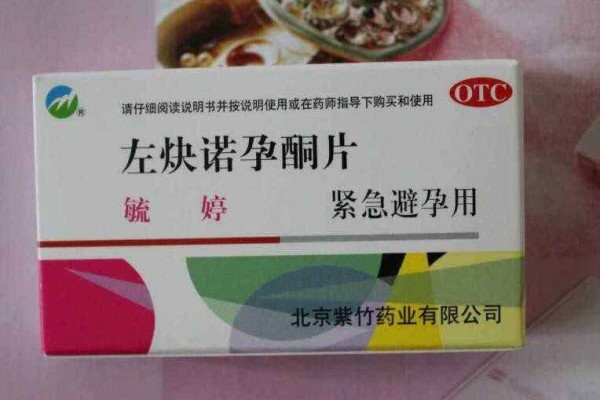 请仔细阅读说明书并按说明使用或在药师指导下购买和使用
OTC
左炔诺孕酮片
毓婷 紧急避孕用
北京紫竹药业有限公司